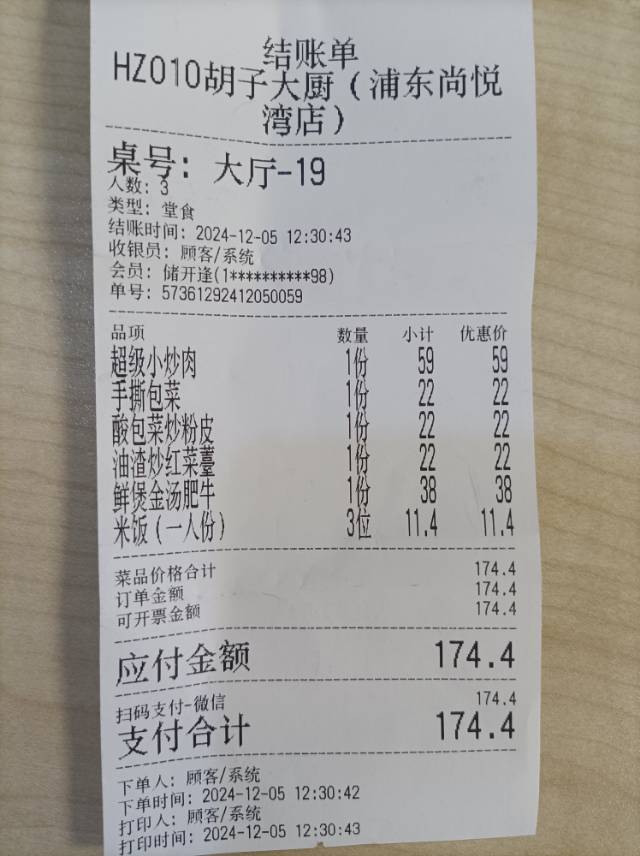 结账单
HZ010胡子大厨（浦东尚悦
湾店）
桌号：大厅-19
人数：3
类型：堂食
结账时间：2024-12-05 12:30:43
收银员：顾客/系统
会员：储开逢(1**********98)
单号：57361292412050059
品项 数量 小计 优惠价
超级小炒肉 1份 59 59
手撕包菜 1份 22 22
酸包菜炒粉皮 1份 22 22
油渣炒红菜薹 1份 22 22
鲜煲金汤肥牛 1份 38 38
米饭（一人份） 3位 11.4 11.4
菜品价格合计 174.4
订单金额 174.4
可开票金额 174.4
应付金额 174.4
扫码支付-微信 174.4
支付合计 174.4
下单人：顾客/系统
下单时间：2024-12-05 12:30:42
打印人：顾客/系统
打印时间：2024-12-05 12:30:43